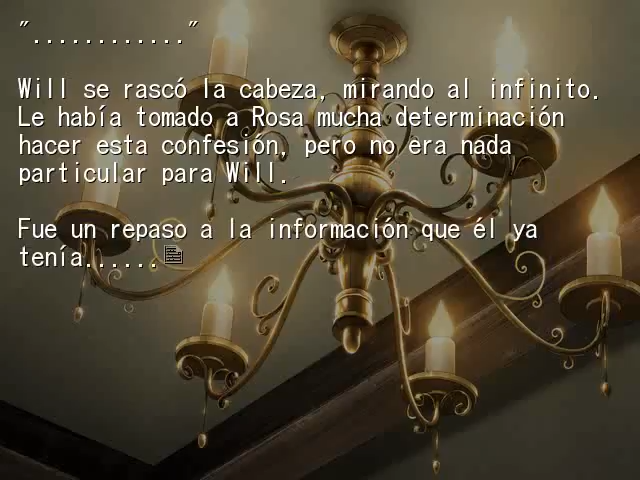 "............"
Will se rascó la cabeza, mirando al infinito.
Le había tomado a Rosa mucha determinación
hacer esta confesión, pero no era nada
particular para Will.
Fue un repaso a la información que él ya
tenía......